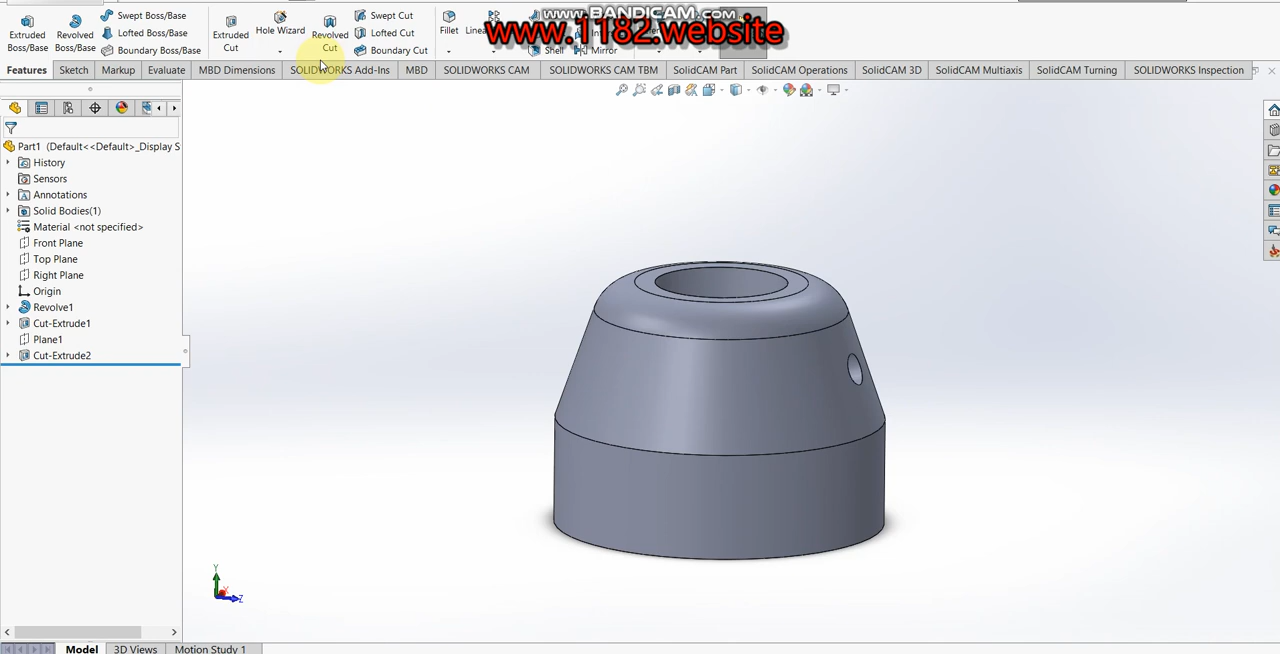 www.BANDICAM.com
www.1182.website
Extruded Boss/Base
Revolved Boss/Base
Swept Boss/Base
Lofted Boss/Base
Boundary Boss/Base
Extruded Cut
Hole Wizard
Revolved Cut
Swept Cut
Lofted Cut
Boundary Cut
Fillet
Linea
Shell
Mirror
Features
Sketch
Markup
Evaluate
MBD Dimensions
SOLIDWORKS Add-Ins
MBD
SOLIDWORKS CAM
SOLIDWORKS CAM TBM
SolidCAM Part
SolidCAM Operations
SolidCAM 3D
SolidCAM Multiaxis
SolidCAM Turning
SOLIDWORKS Inspection
Part1 (Default<<Default>_Display S
History
Sensors
Annotations
Solid Bodies(1)
Material <not specified>
Front Plane
Top Plane
Right Plane
Origin
Revolve1
Cut-Extrude1
Plane1
Cut-Extrude2
Y
X
Z
Model
3D Views
Motion Study 1